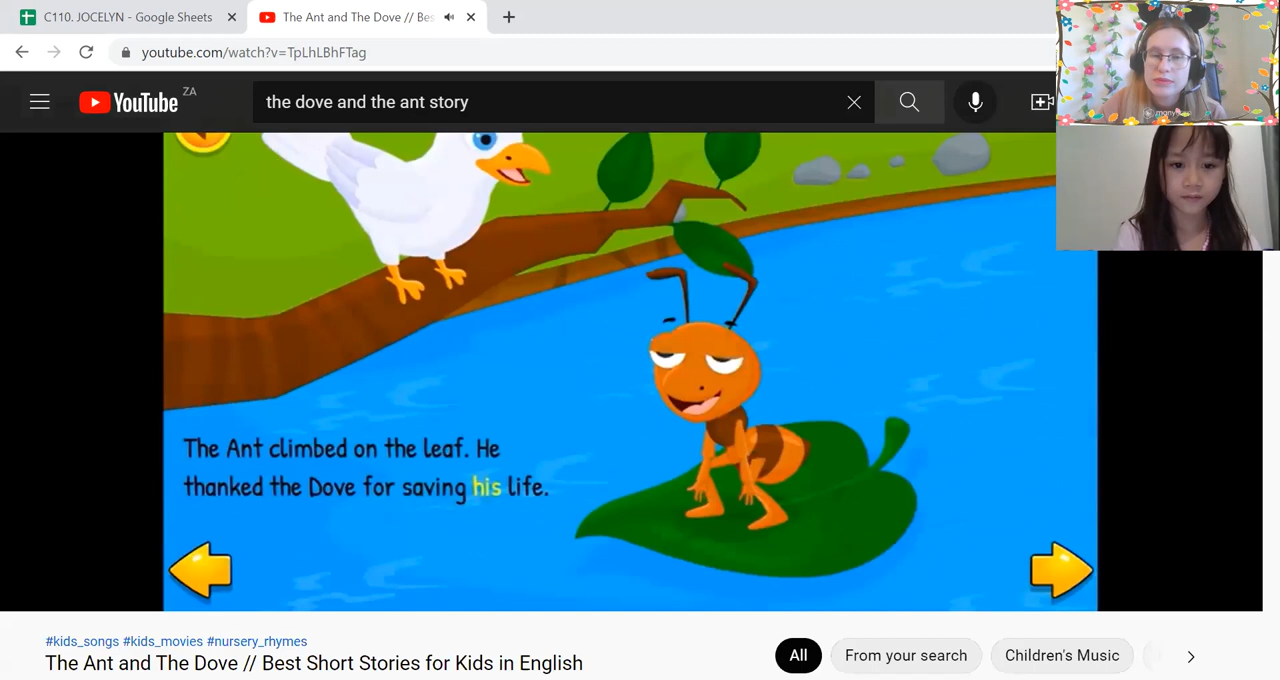 C110. JOCELYN - Google Sheets
The Ant and The Dove // Bes
youtube.com/watch?v=TpLhLBhFTag
YouTube ZA
the dove and the ant story
The Ant climbed on the leaf. He
thanked the Dove for saving his life.
#kids_songs #kids_movies #nursery_rhymes
The Ant and The Dove // Best Short Stories for Kids in English
All
From your search
Children's Music